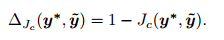 Δ_{J_c}(y*, ỹ) = 1 − J_c(y*, ỹ).